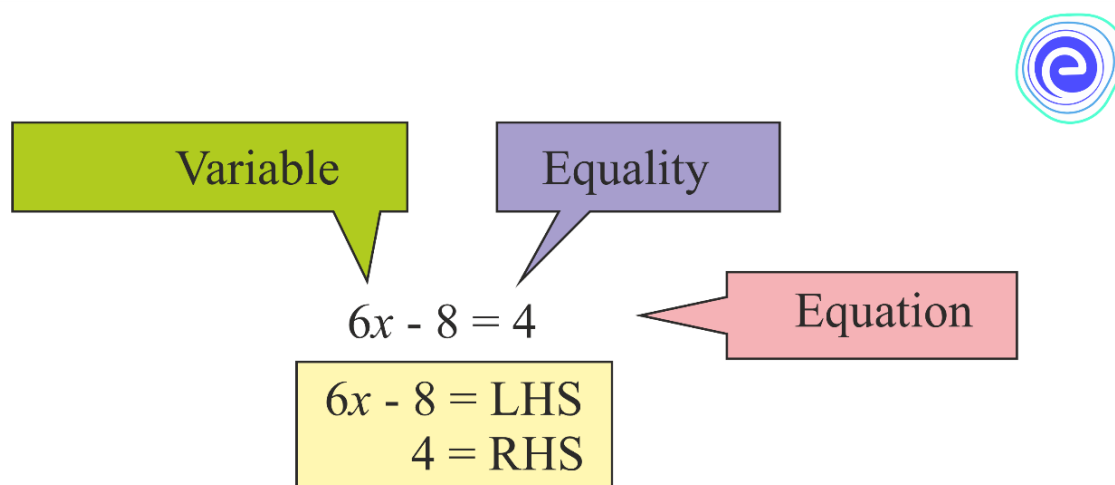 Variable
Equality
6x - 8 = 4
Equation
6x - 8 = LHS
4 = RHS